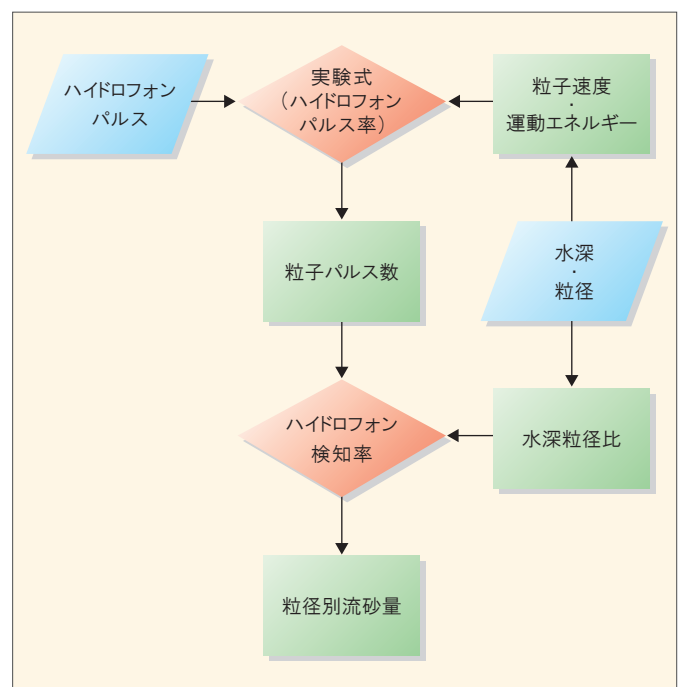 ハイドロフォン
パルス
実験式
（ハイドロフォン
パルス率）
粒子速度
・
運動エネルギー
粒子パルス数
水深
・
粒径
ハイドロフォン
検知率
水深粒径比
粒径別流砂量